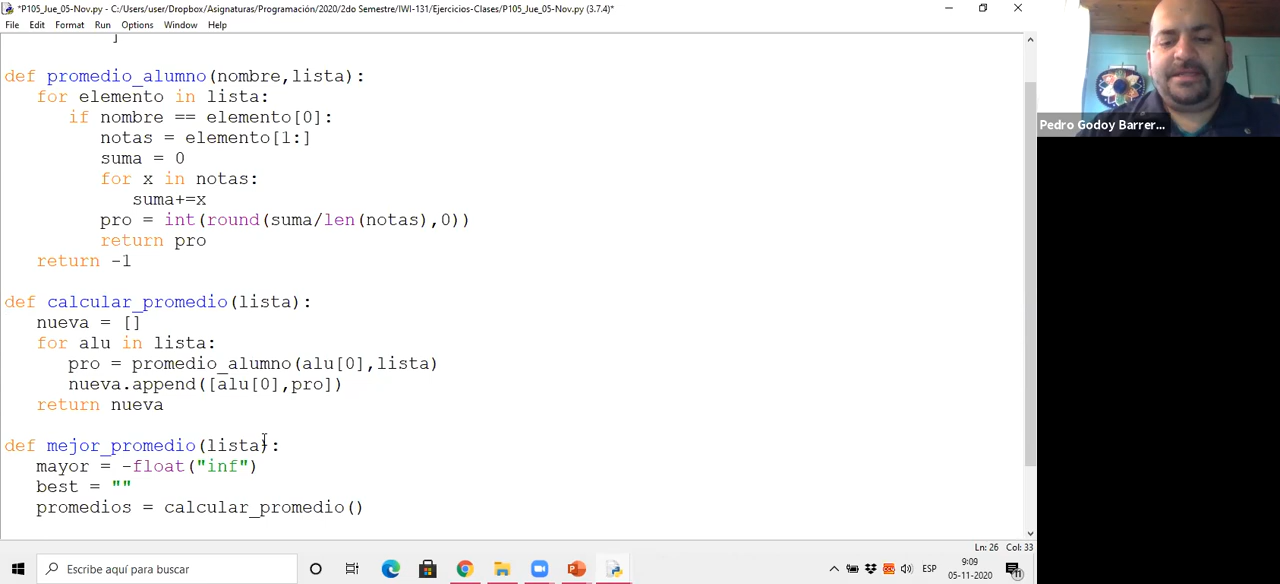 *P105_Jue_05-Nov.py - C:/Users/user/Dropbox/Asignaturas/Programación/2020/2do Semestre/IWI-131/Ejercicios-Clases/P105_Jue_05-Nov.py (3.7.4)*
File Edit Format Run Options Window Help
]
def promedio_alumno(nombre,lista):
for elemento in lista:
if nombre == elemento[0]:
notas = elemento[1:]
suma = 0
for x in notas:
suma+=x
pro = int(round(suma/len(notas),0))
return pro
return -1
def calcular_promedio(lista):
nueva = []
for alu in lista:
pro = promedio_alumno(alu[0],lista)
nueva.append([alu[0],pro])
return nueva
def mejor_promedio(lista):
mayor = -float("inf")
best = ""
promedios = calcular_promedio()
Ln: 26 Col: 33
Pedro Godoy Barrer...
Escribe aquí para buscar
ESP
9:09
05-11-2020